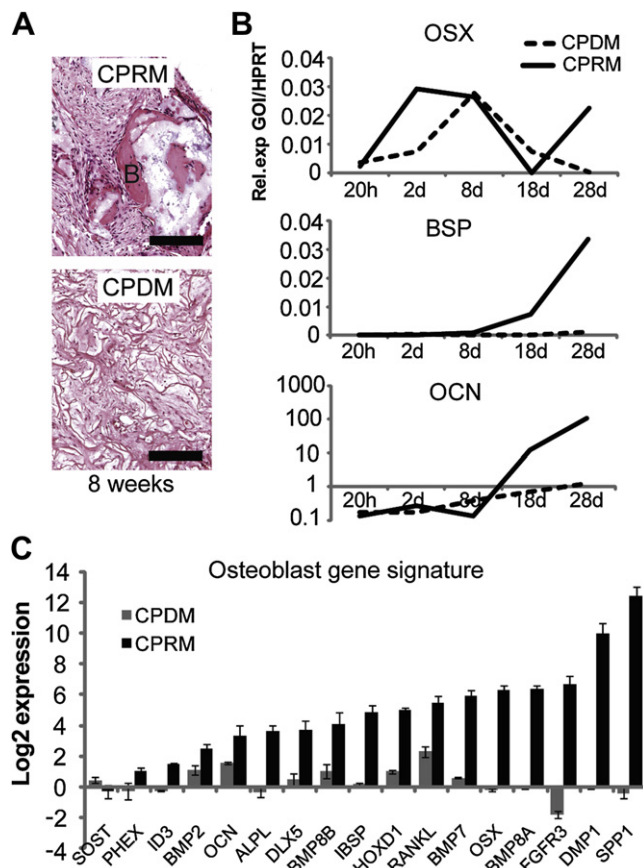 A
CPRM
B
CPDM
8 weeks
B
OSX
CPDM
CPRM
Rel.exp GOI/HPRT
0.04
0.03
0.02
0.01
0
20h 2d 8d 18d 28d
BSP
0.04
0.03
0.02
0.01
0
20h 2d 8d 18d 28d
OCN
1000
100
10
1
0.1
20h 2d 8d 18d 28d
C
Osteoblast gene signature
CPDM
CPRM
Log2 expression
14
12
10
8
6
4
2
0
-2
-4
SOST PHEX ID3 BMP2 OCN ALPL DLX5 BMP8B IBSP HOXD1 RANKL BMP7 OSX BMP8A FGFR3 DMP1 SPP1